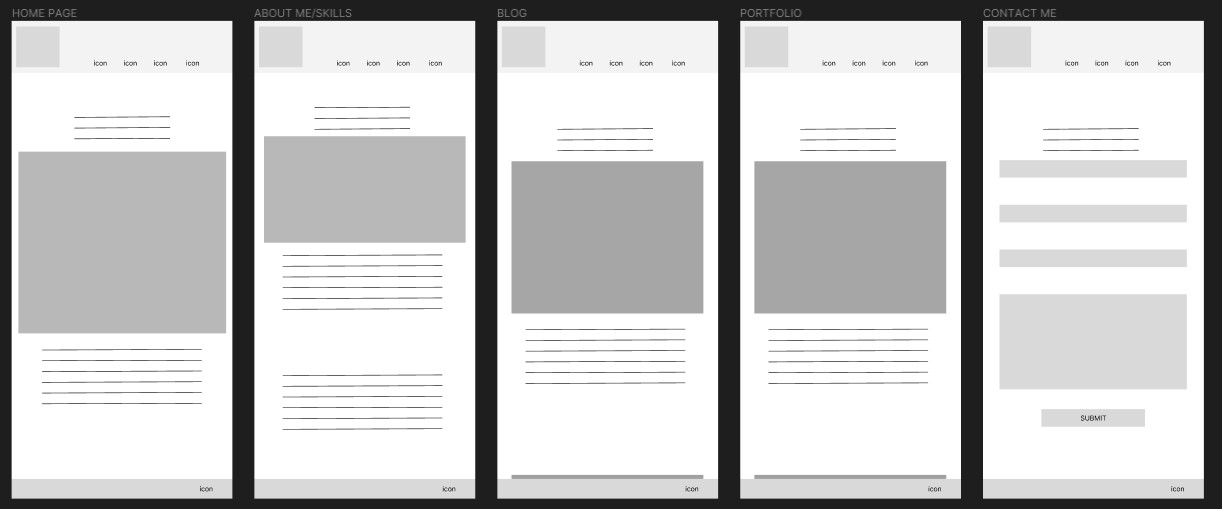 HOME PAGE
ABOUT ME/SKILLS
BLOG
PORTFOLIO
CONTACT ME
icon icon icon icon
icon icon icon icon
icon icon icon icon
icon icon icon icon
icon icon icon icon
SUBMIT
icon
icon
icon
icon
icon